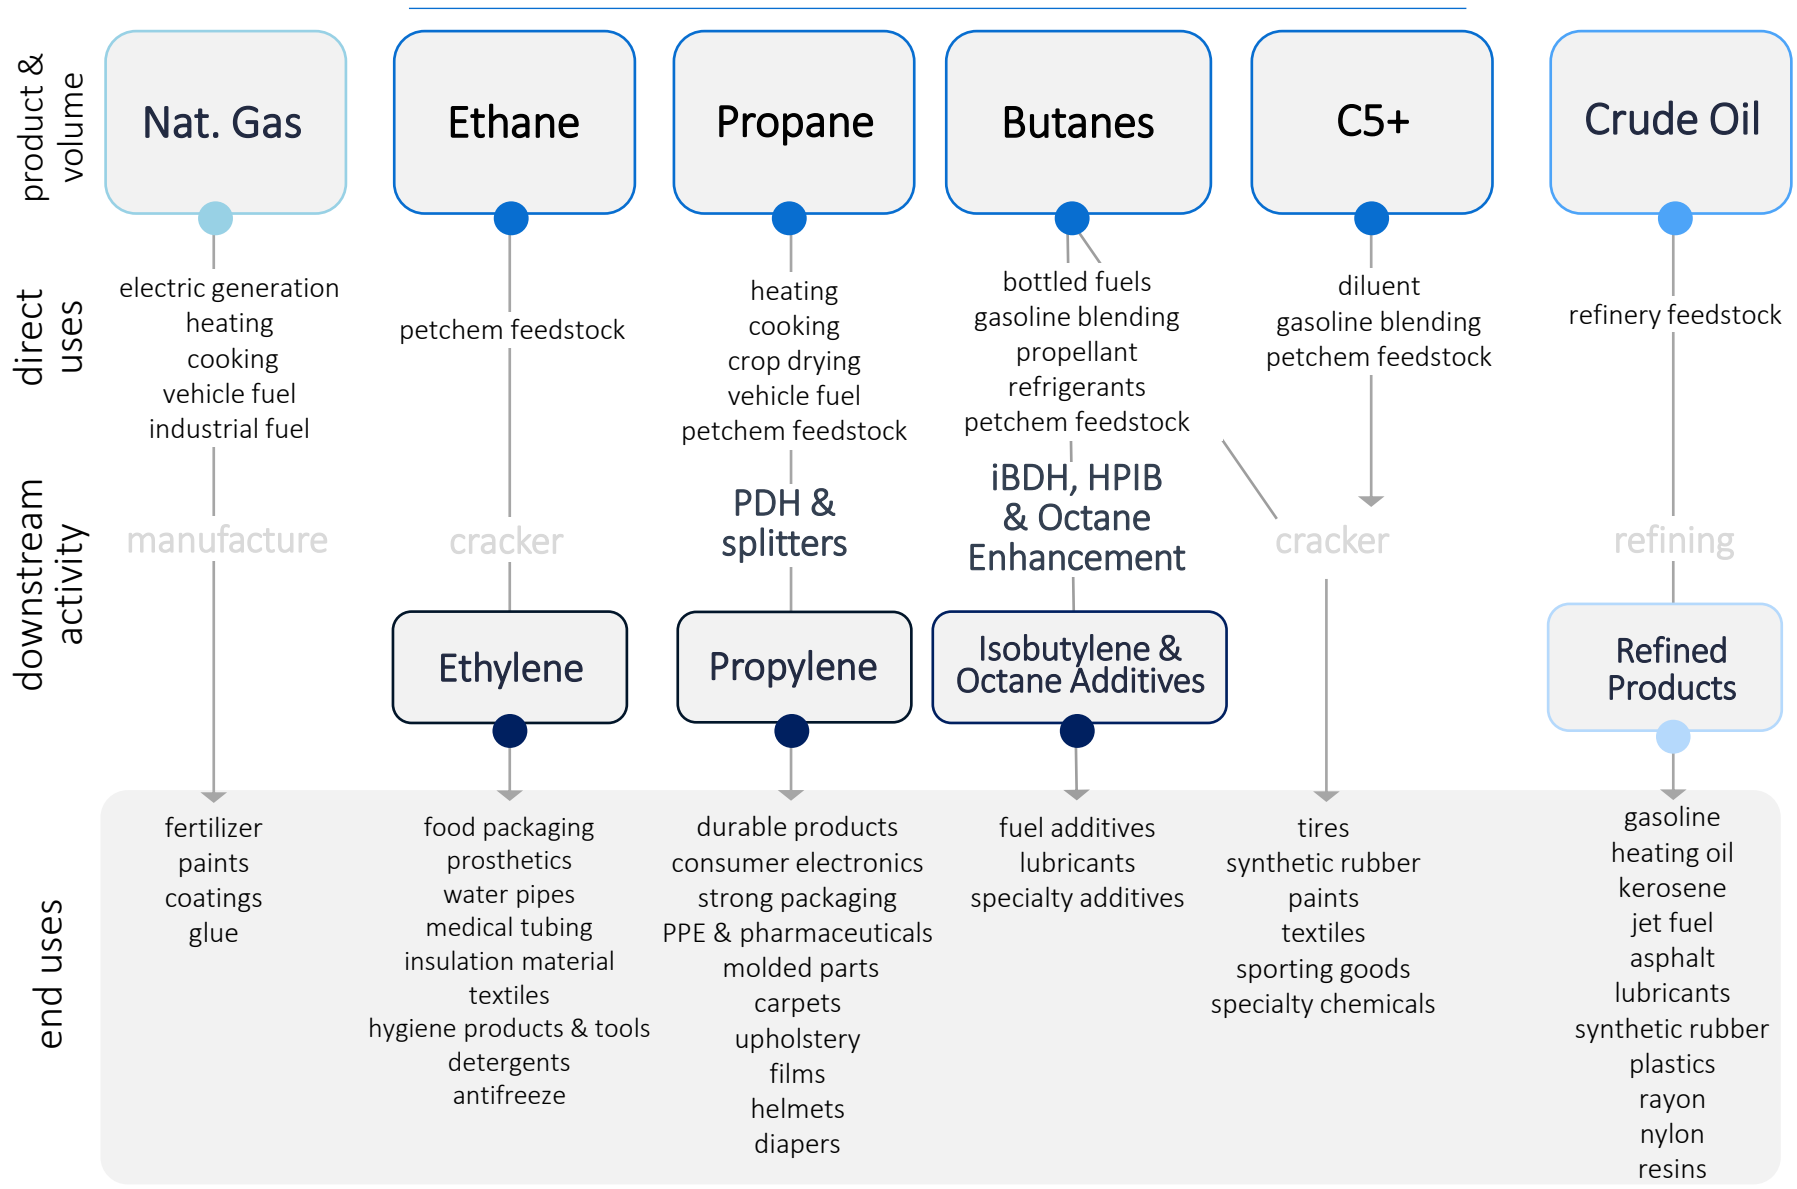 product &
volume
Nat. Gas
Ethane
Propane
Butanes
C5+
Crude Oil
direct
uses
electric generation
heating
cooking
vehicle fuel
industrial fuel
petchem feedstock
heating
cooking
crop drying
vehicle fuel
petchem feedstock
bottled fuels
gasoline blending
propellant
refrigerants
petchem feedstock
diluent
gasoline blending
petchem feedstock
refinery feedstock
downstream
activity
manufacture
cracker
PDH &
splitters
iBDH, HPIB
& Octane
Enhancement
cracker
refining
Ethylene
Propylene
Isobutylene &
Octane Additives
Refined
Products
end uses
fertilizer
paints
coatings
glue
food packaging
prosthetics
water pipes
medical tubing
insulation material
textiles
hygiene products & tools
detergents
antifreeze
durable products
consumer electronics
strong packaging
PPE & pharmaceuticals
molded parts
carpets
upholstery
films
helmets
diapers
fuel additives
lubricants
specialty additives
tires
synthetic rubber
paints
textiles
sporting goods
specialty chemicals
gasoline
heating oil
kerosene
jet fuel
asphalt
lubricants
synthetic rubber
plastics
rayon
nylon
resins